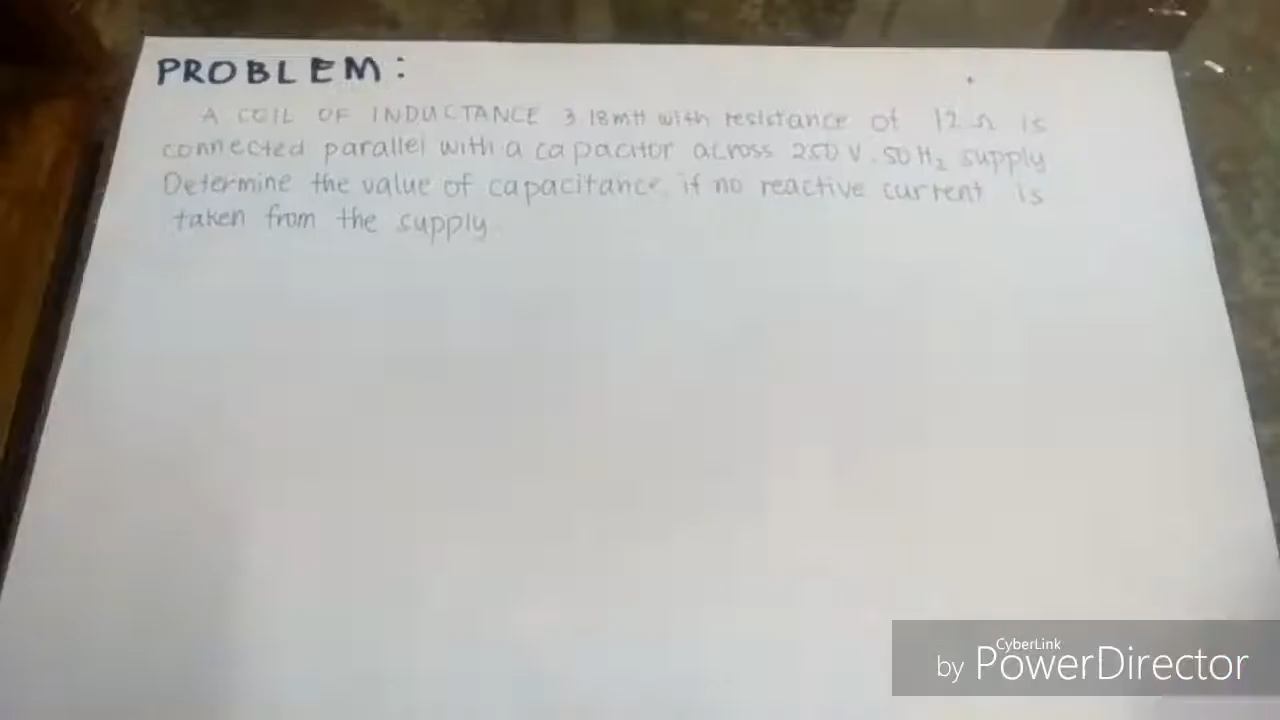 PROBLEM:
A COIL OF INDUCTANCE 3.18mH with resistance of 12Ω is
connected parallel with a capacitor across 250 V. 50 Hz supply
Determine the value of capacitance, if no reactive current is
taken from the supply.
CyberLink
by PowerDirector